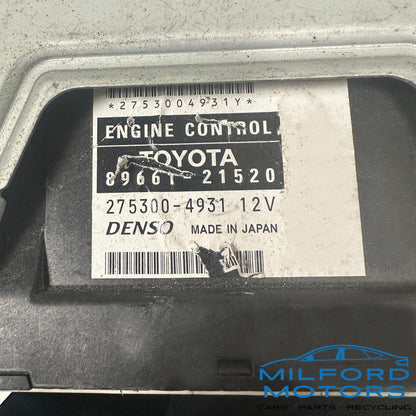 *2753004931Y*
ENGINE CONTROL
TOYOTA
89661-21520
275300-4931 12V
DENSO MADE IN JAPAN
MILFORD
MOTORS
CARS - PARTS - RECYCLING